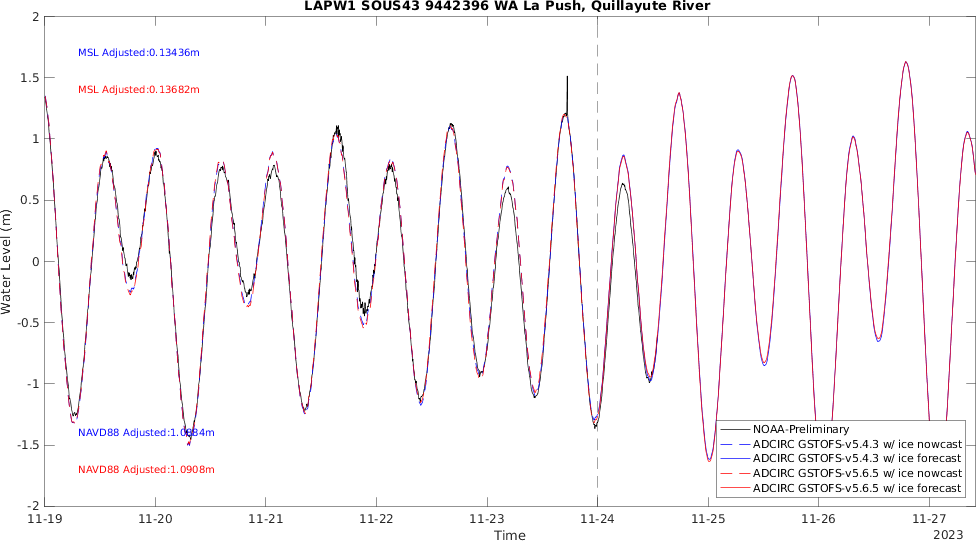 LAPW1 SOUS43 9442396 WA La Push, Quillayute River
2
1.5
1
0.5
0
-0.5
-1
-1.5
-2
Water Level (m)
MSL Adjusted:0.13436m
MSL Adjusted:0.13682m
NAVD88 Adjusted:1.0884m
NAVD88 Adjusted:1.0908m
NOAA-Preliminary
ADCIRC GSTOFS-v5.4.3 w/ ice nowcast
ADCIRC GSTOFS-v5.4.3 w/ ice forecast
ADCIRC GSTOFS-v5.6.5 w/ ice nowcast
ADCIRC GSTOFS-v5.6.5 w/ ice forecast
11-19 11-20 11-21 11-22 11-23 11-24 11-25 11-26 11-27
Time
2023